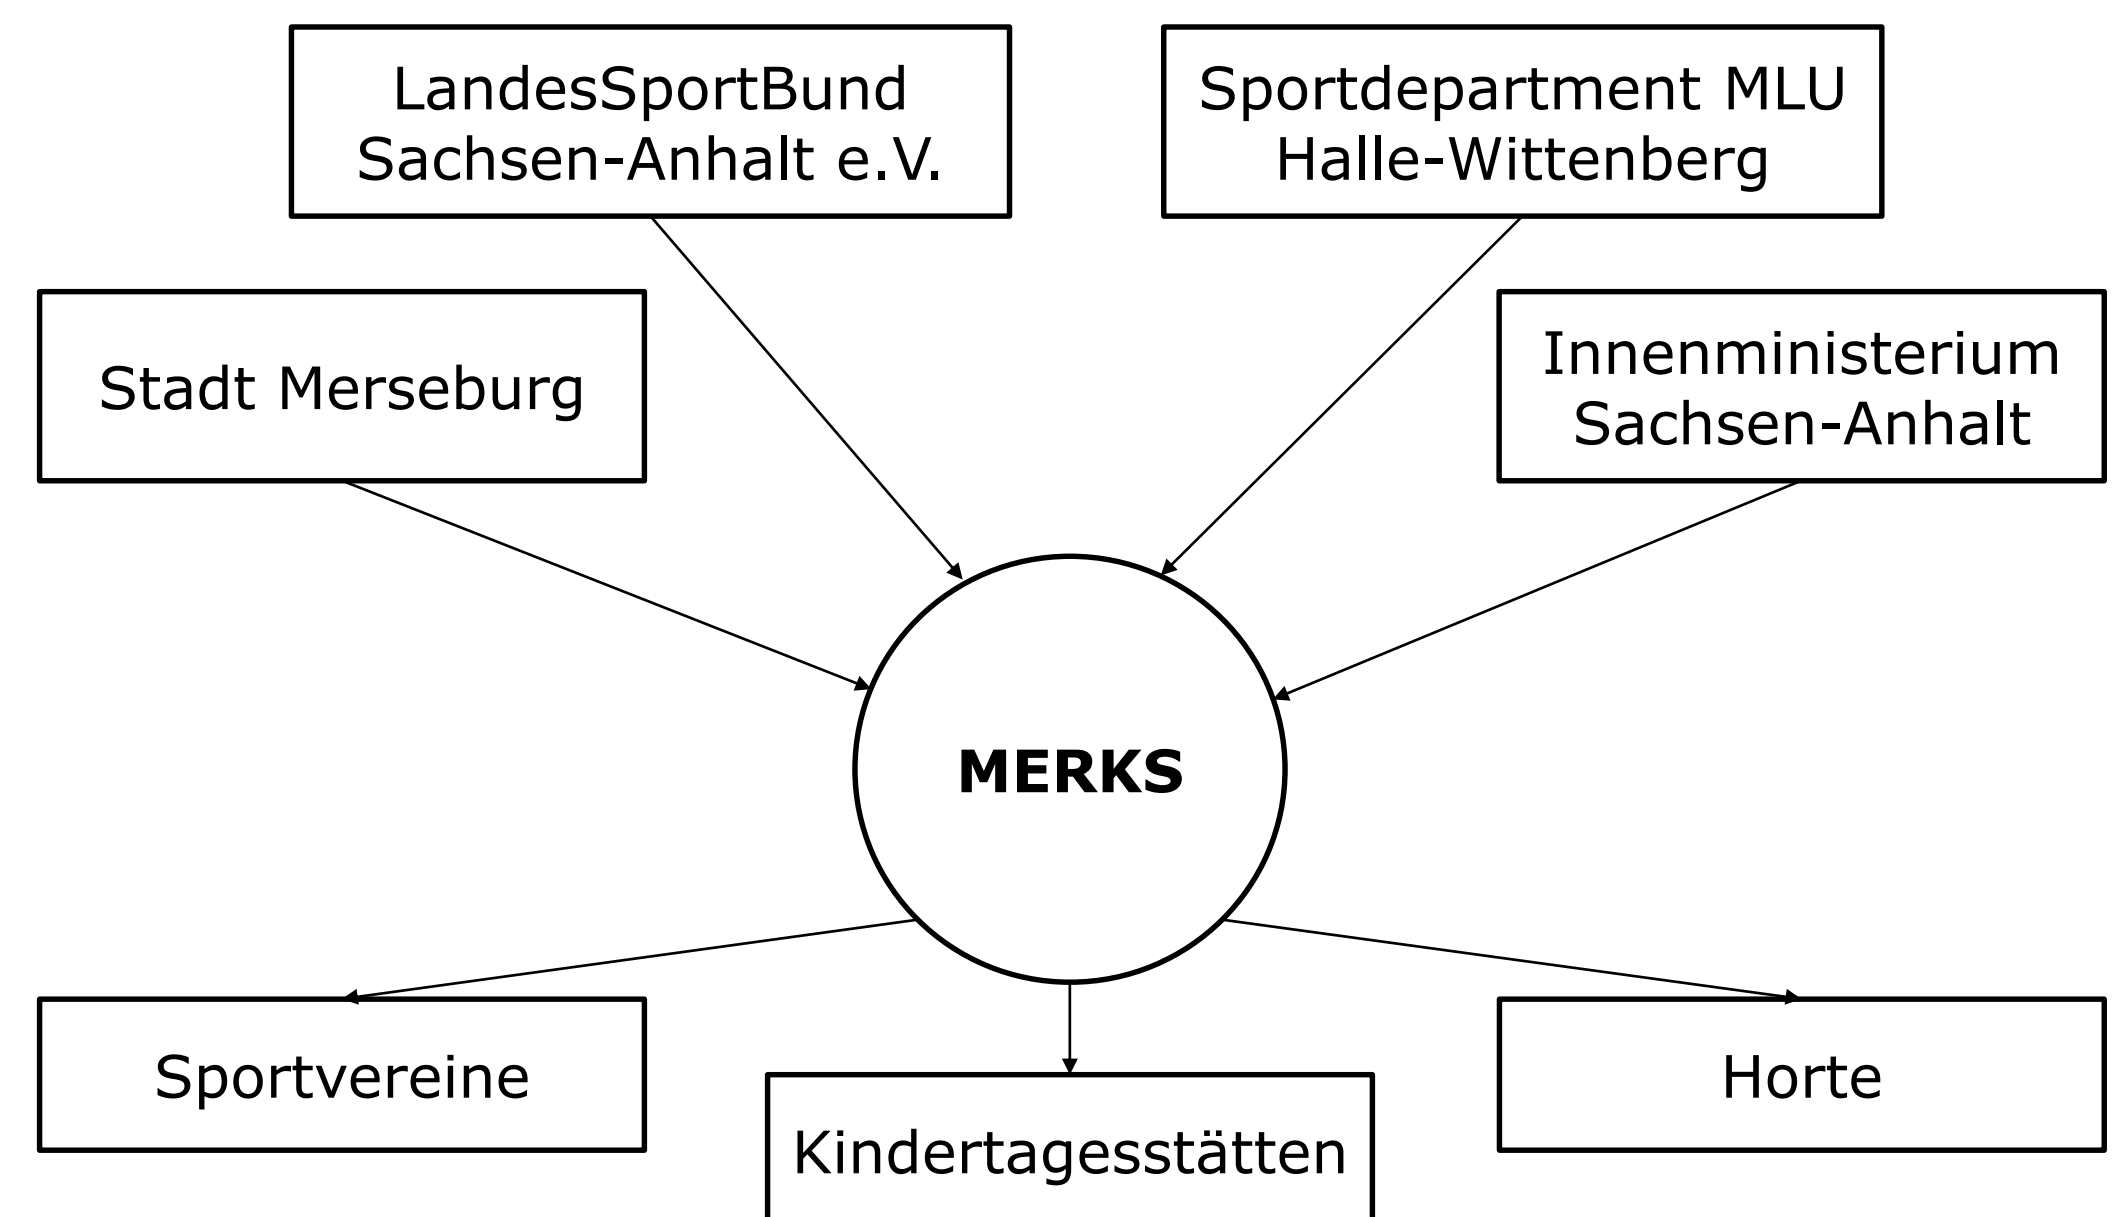 LandesSportBund
Sachsen-Anhalt e.V.
Sportdepartment MLU
Halle-Wittenberg
Stadt Merseburg
Innenministerium
Sachsen-Anhalt
MERKS
Sportvereine
Kindertagesstätten
Horte